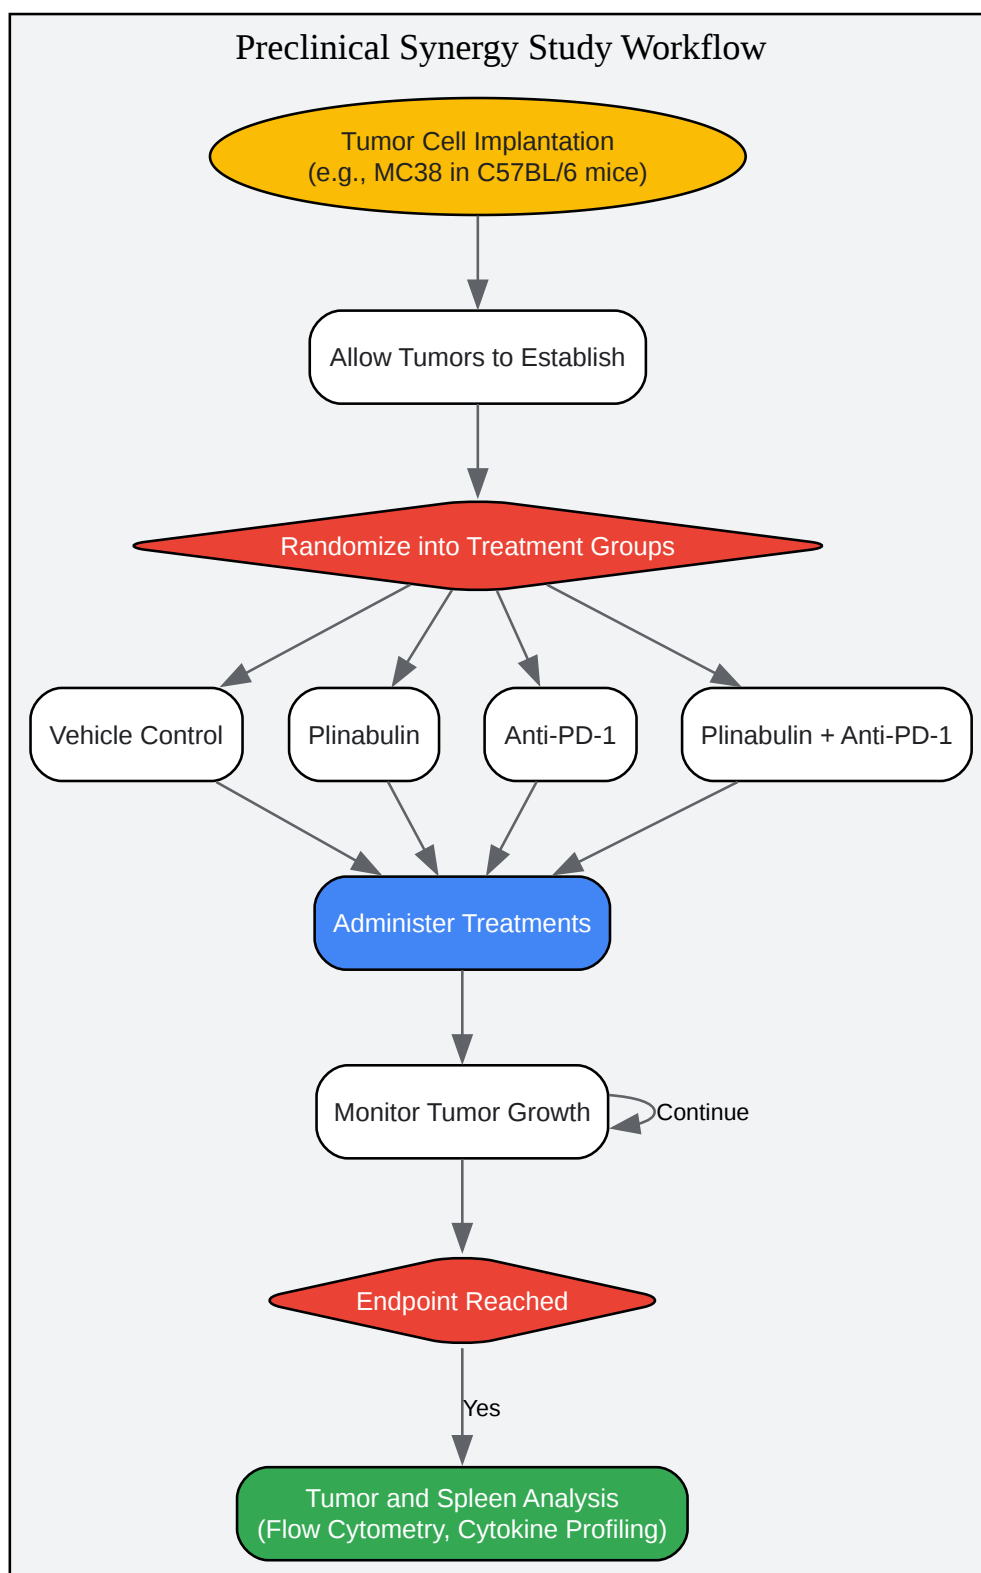 Preclinical Synergy Study Workflow
Tumor Cell Implantation
(e.g., MC38 in C57BL/6 mice)
Allow Tumors to Establish
Randomize into Treatment Groups
Vehicle Control
Plinabulin
Anti-PD-1
Plinabulin + Anti-PD-1
Administer Treatments
Monitor Tumor Growth
Continue
Endpoint Reached
Yes
Tumor and Spleen Analysis
(Flow Cytometry, Cytokine Profiling)